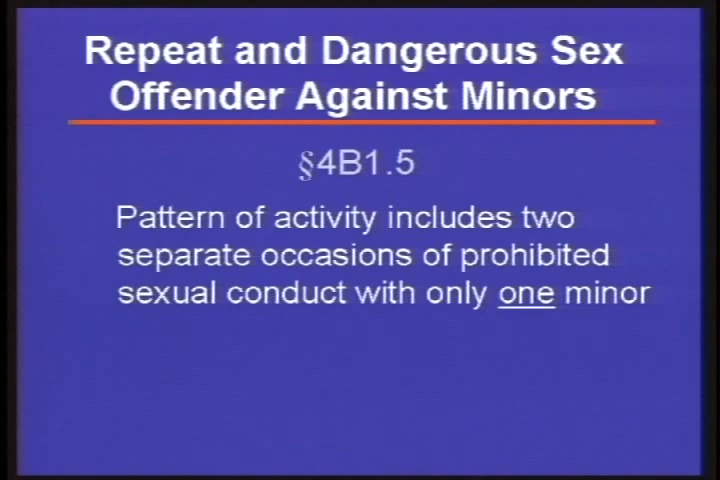 Repeat and Dangerous Sex
Offender Against Minors
§4B1.5
Pattern of activity includes two
separate occasions of prohibited
sexual conduct with only one minor